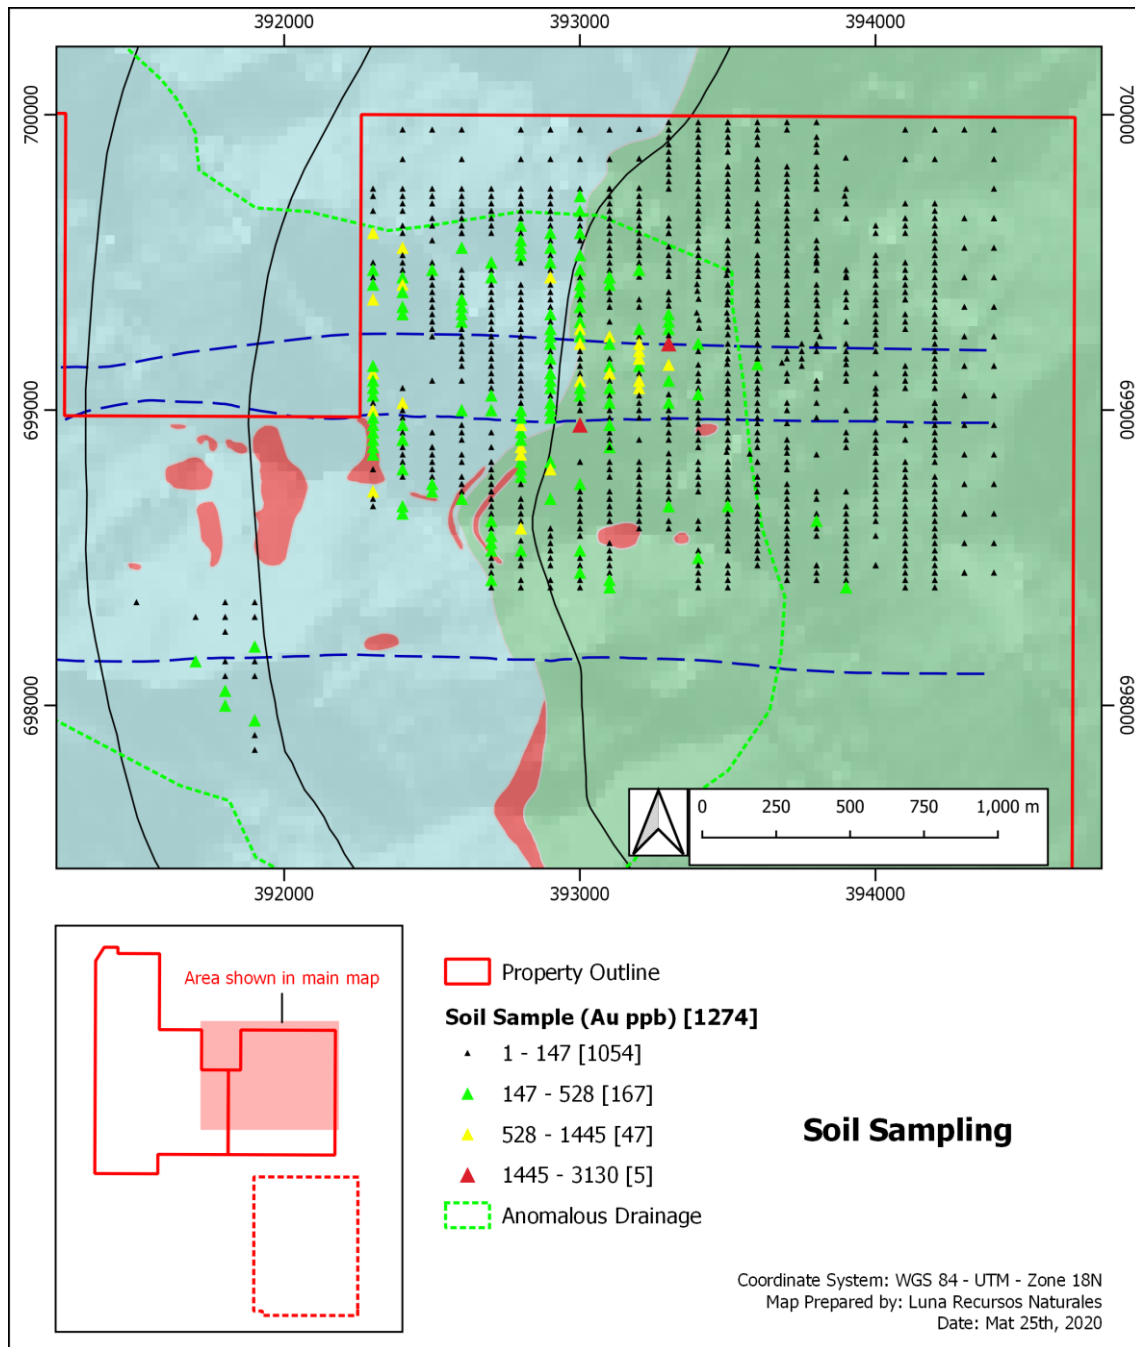 392000 393000 394000
700000 700000
699000 699000
698000 698000
0 250 500 750 1,000 m
392000 393000 394000
Area shown in main map
Property Outline
Soil Sample (Au ppb) [1274]
1 - 147 [1054]
147 - 528 [167]
528 - 1445 [47]
1445 - 3130 [5]
Anomalous Drainage
Soil Sampling
Coordinate System: WGS 84 - UTM - Zone 18N
Map Prepared by: Luna Recursos Naturales
Date: Mat 25th, 2020